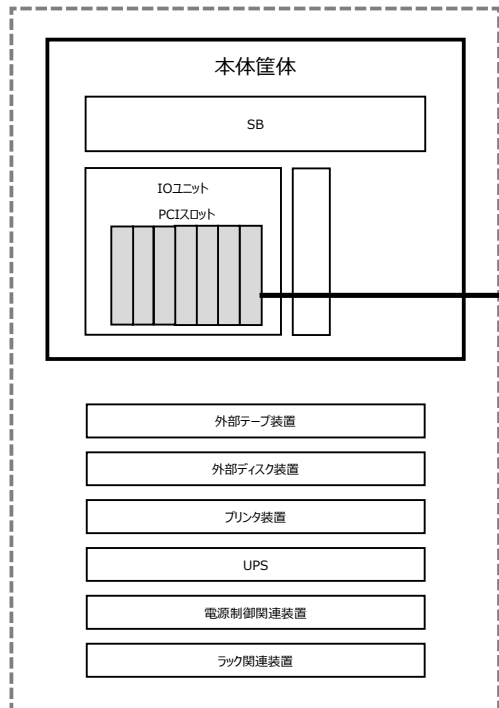 本体筐体
SB
IOユニット
PCIスロット
外部テープ装置
外部ディスク装置
プリンタ装置
UPS
電源制御関連装置
ラック関連装置